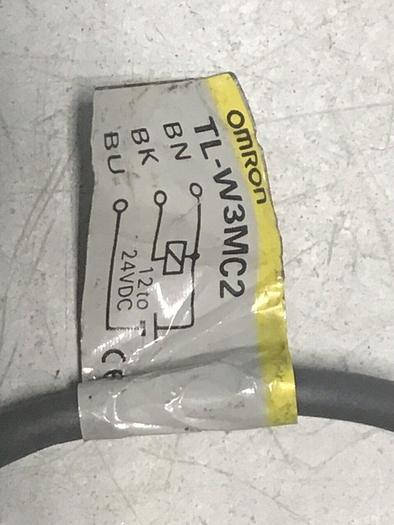 OMRON
TL-W3MC2
BN
BK
BU
12 to
24VDC
CE